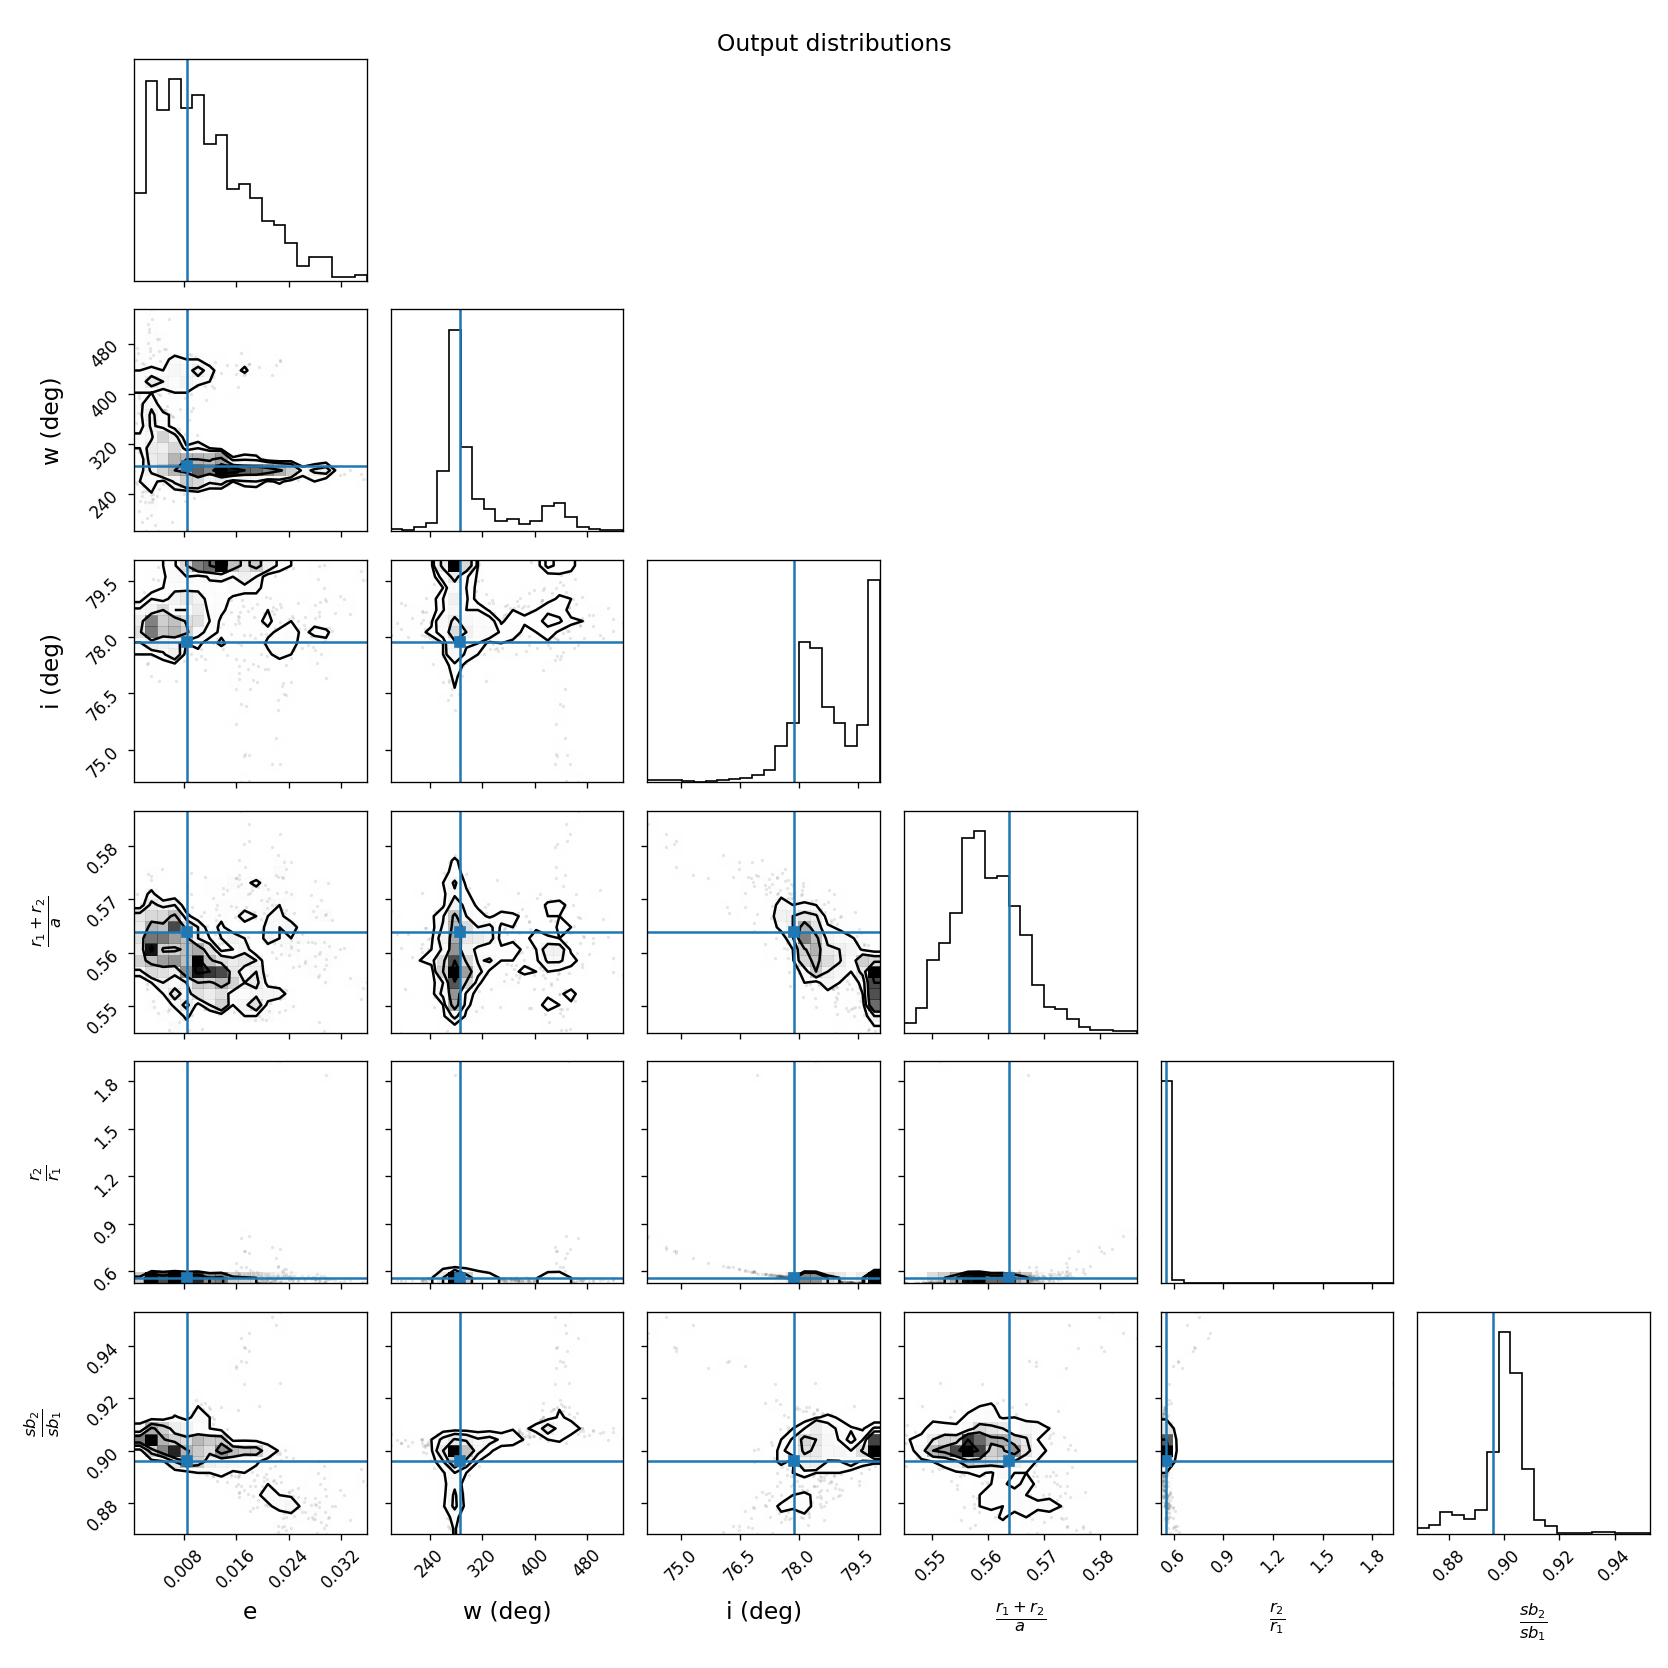 Output distributions
w (deg)
480
400
320
240
i (deg)
79.5
78.0
76.5
75.0
r₁ + r₂
a
0.58
0.57
0.56
0.55
r₂
r₁
1.8
1.5
1.2
0.9
0.6
sb₂
sb₁
0.94
0.92
0.90
0.88
0.008 0.016 0.024 0.032 240 320 400 480 75.0 76.5 78.0 79.5 0.55 0.56 0.57 0.58 0.6 0.9 1.2 1.5 1.8 0.88 0.90 0.92 0.94
e w (deg) i (deg) r₁ + r₂ r₂ sb₂
a r₁ sb₁